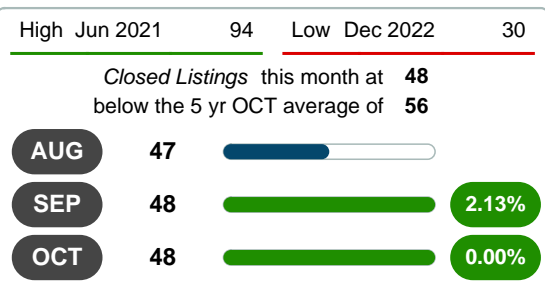 High Jun 2021 94 Low Dec 2022 30
Closed Listings this month at 48
below the 5 yr OCT average of 56
AUG 47
SEP 48 2.13%
OCT 48 0.00%